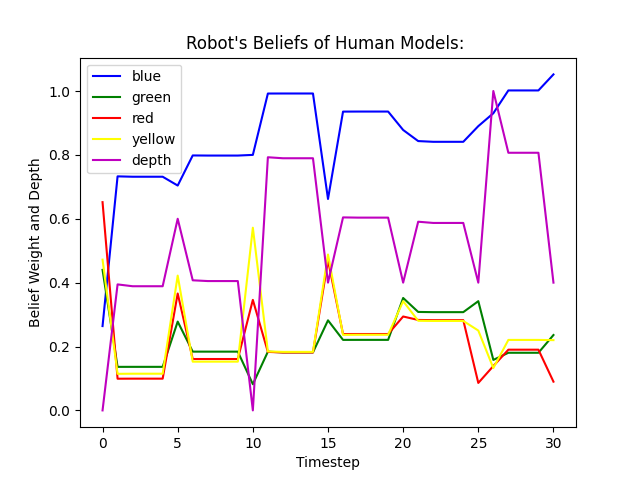 Robot's Beliefs of Human Models:
blue
green
red
yellow
depth
Belief Weight and Depth
1.0
0.8
0.6
0.4
0.2
0.0
0 5 10 15 20 25 30
Timestep